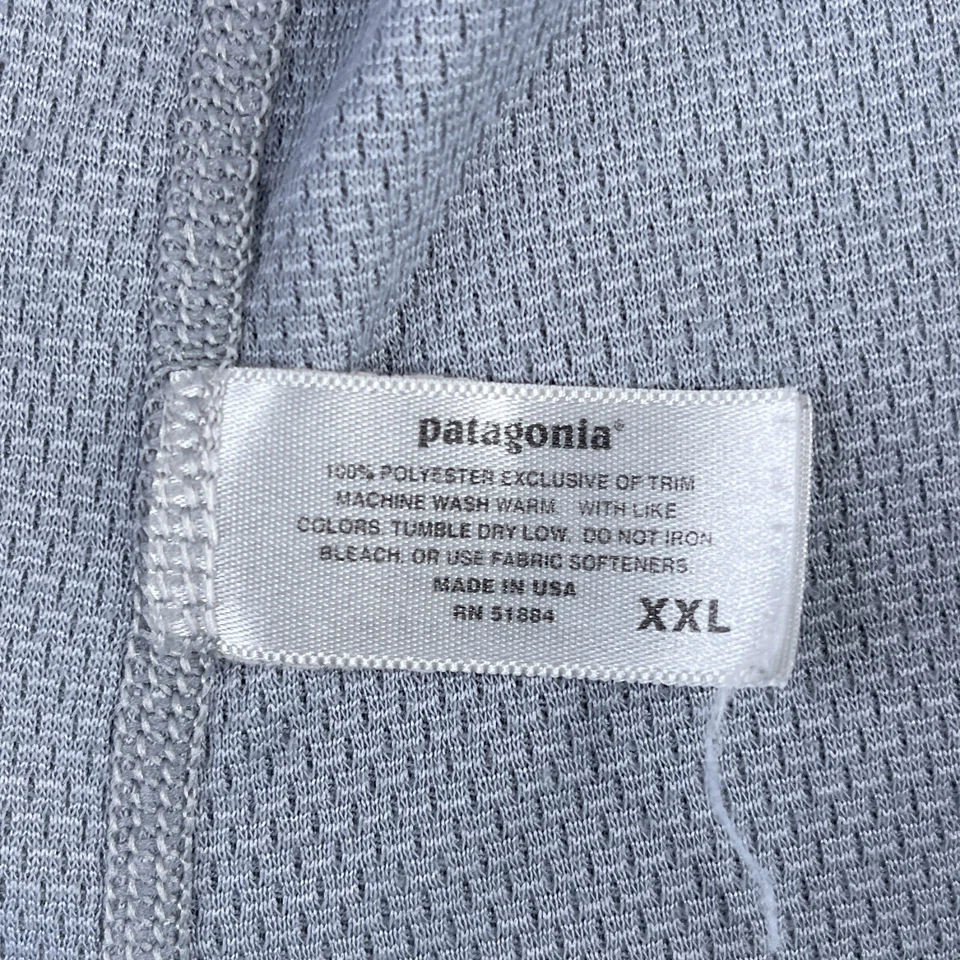 patagonia®
100% POLYESTER EXCLUSIVE OF TRIM
MACHINE WASH WARM WITH LIKE
COLORS. TUMBLE DRY LOW. DO NOT IRON,
BLEACH, OR USE FABRIC SOFTENERS.
MADE IN USA
RN 51884
XXL